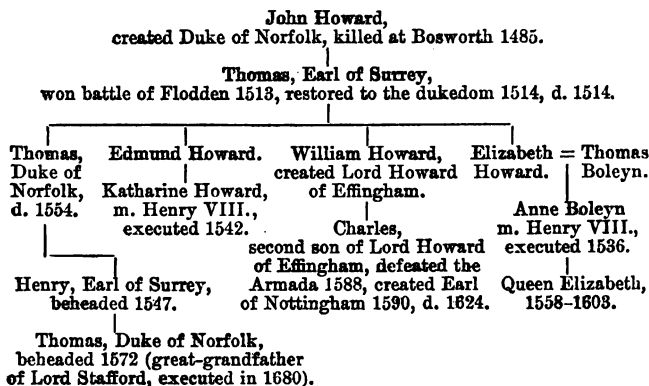 John Howard,
created Duke of Norfolk, killed at Bosworth 1485.
Thomas, Earl of Surrey,
won battle of Flodden 1513, restored to the dukedom 1514, d. 1514.
Thomas,
Duke of
Norfolk,
d. 1554.
Edmund Howard.
Katharine Howard,
m. Henry VIII.,
executed 1542.
William Howard,
created Lord Howard
of Effingham.
Charles,
second son of Lord Howard
of Effingham, defeated the
Armada 1588, created Earl
of Nottingham 1590, d. 1624.
Elizabeth = Thomas
Howard. Boleyn.
Anne Boleyn
m. Henry VIII.,
executed 1536.
Queen Elizabeth,
1558–1603.
Henry, Earl of Surrey,
beheaded 1547.
Thomas, Duke of Norfolk,
beheaded 1572 (great-grandfather
of Lord Stafford, executed in 1680).